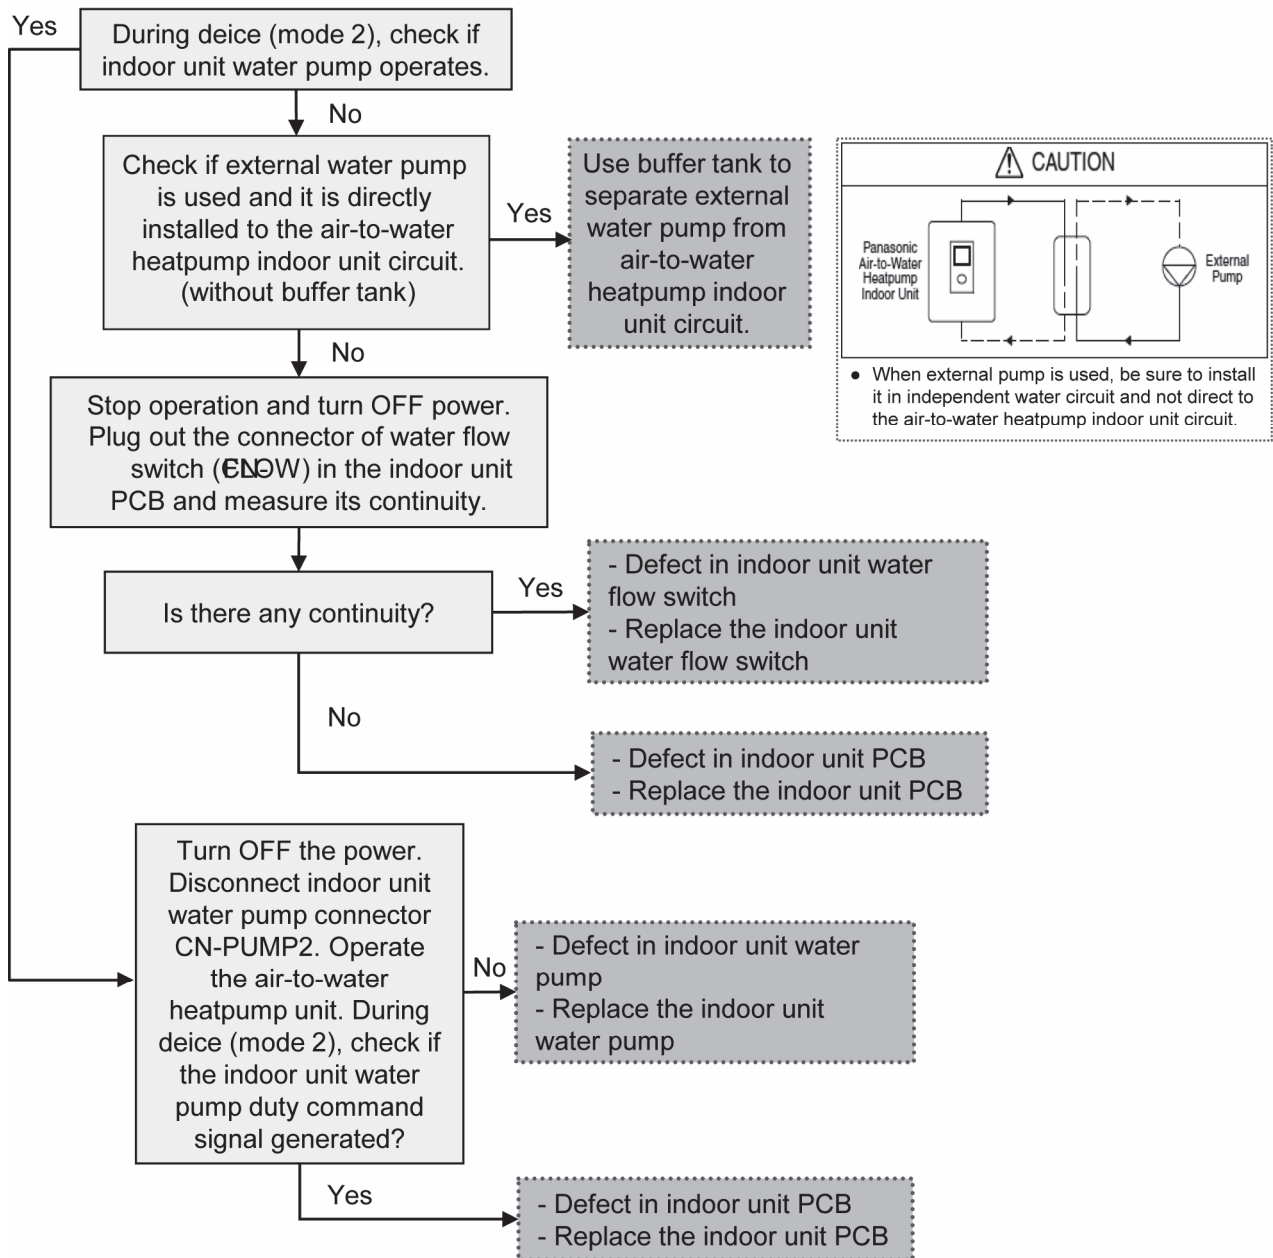 Yes
During deice (mode 2), check if
indoor unit water pump operates.
No
Check if external water pump
is used and it is directly
installed to the air-to-water
heatpump indoor unit circuit.
(without buffer tank)
Yes
Use buffer tank to
separate external
water pump from
air-to-water
heatpump indoor
unit circuit.
CAUTION
Panasonic
Air-to-Water
Heatpump
Indoor Unit
External
Pump
● When external pump is used, be sure to install
it in independent water circuit and not direct to
the air-to-water heatpump indoor unit circuit.
No
Stop operation and turn OFF power.
Plug out the connector of water flow
switch (CN-FLOW) in the indoor unit
PCB and measure its continuity.
Is there any continuity?
Yes
- Defect in indoor unit water
flow switch
- Replace the indoor unit
water flow switch
No
- Defect in indoor unit PCB
- Replace the indoor unit PCB
Turn OFF the power.
Disconnect indoor unit
water pump connector
CN-PUMP2. Operate
the air-to-water
heatpump unit. During
deice (mode 2), check if
the indoor unit water
pump duty command
signal generated?
No
- Defect in indoor unit water
pump
- Replace the indoor unit
water pump
Yes
- Defect in indoor unit PCB
- Replace the indoor unit PCB